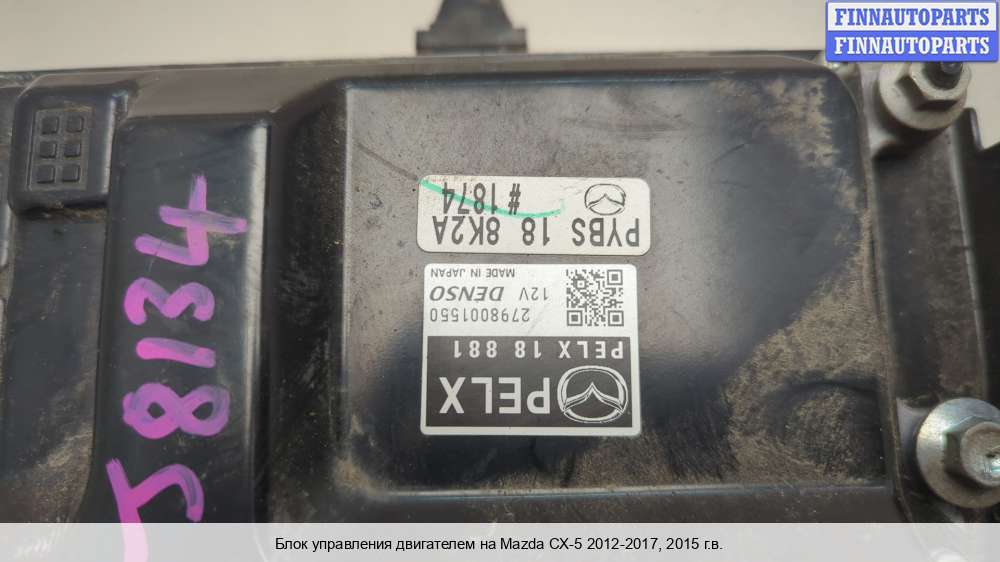 FINNAUTOPARTS
FINNAUTOPARTS
PELX
PELX 18 881
2798001550
12V
DENSO
MADE IN JAPAN
PYBS 18 8K2A
# 1874
58134
Блок управления двигателем на Mazda CX-5 2012-2017, 2015 г.в.